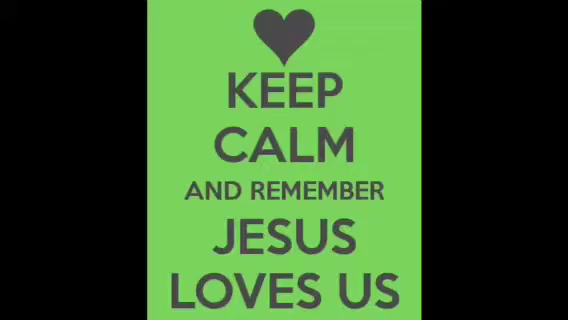 KEEP
CALM
AND REMEMBER
JESUS
LOVES US